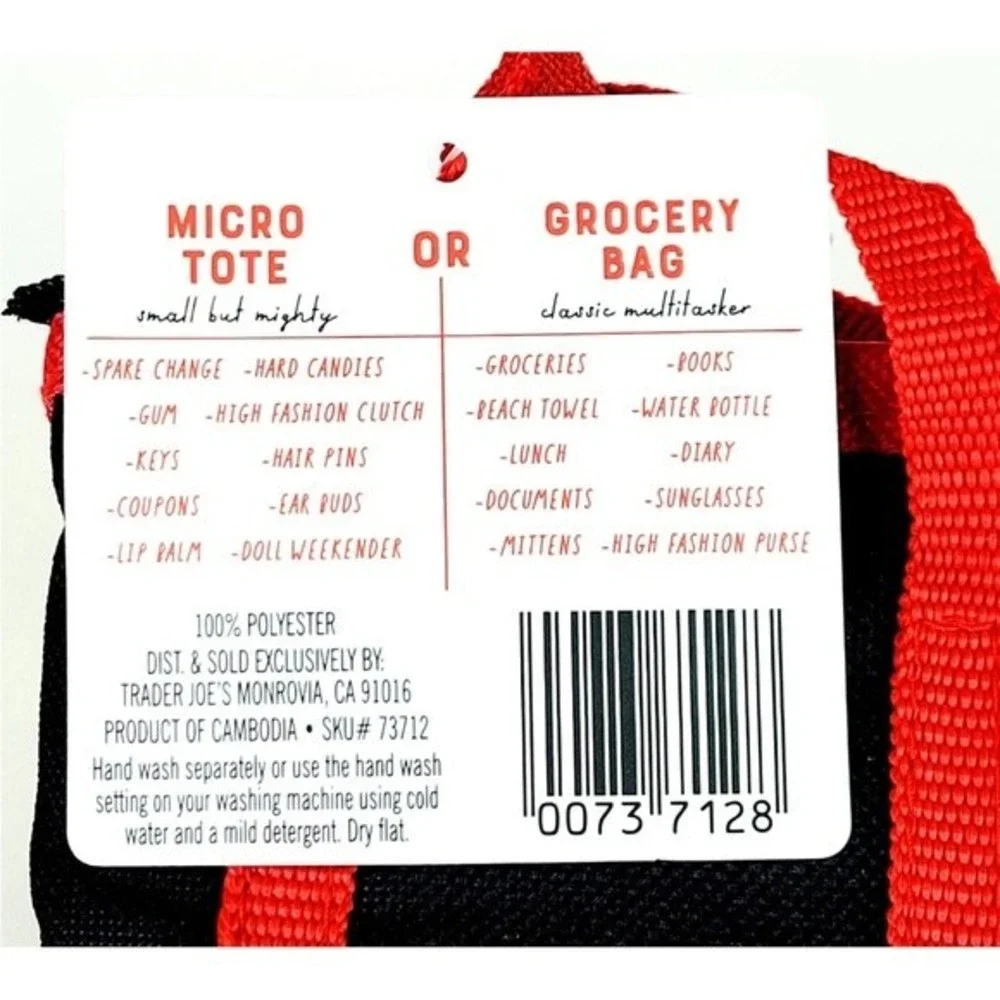 MICRO
TOTE
small but mighty
OR
GROCERY
BAG
classic multitasker
-SPARE CHANGE -HARD CANDIES
-GUM -HIGH FASHION CLUTCH
-KEYS -HAIR PINS
-COUPONS -EAR BUDS
-LIP BALM -DOLL WEEKENDER
-GROCERIES -BOOKS
-BEACH TOWEL -WATER BOTTLE
-LUNCH -DIARY
-DOCUMENTS -SUNGLASSES
-MITTENS -HIGH FASHION PURSE
100% POLYESTER
DIST. & SOLD EXCLUSIVELY BY:
TRADER JOE'S MONROVIA, CA 91016
PRODUCT OF CAMBODIA • SKU# 73712
Hand wash separately or use the hand wash
setting on your washing machine using cold
water and a mild detergent. Dry flat.
0073 7128